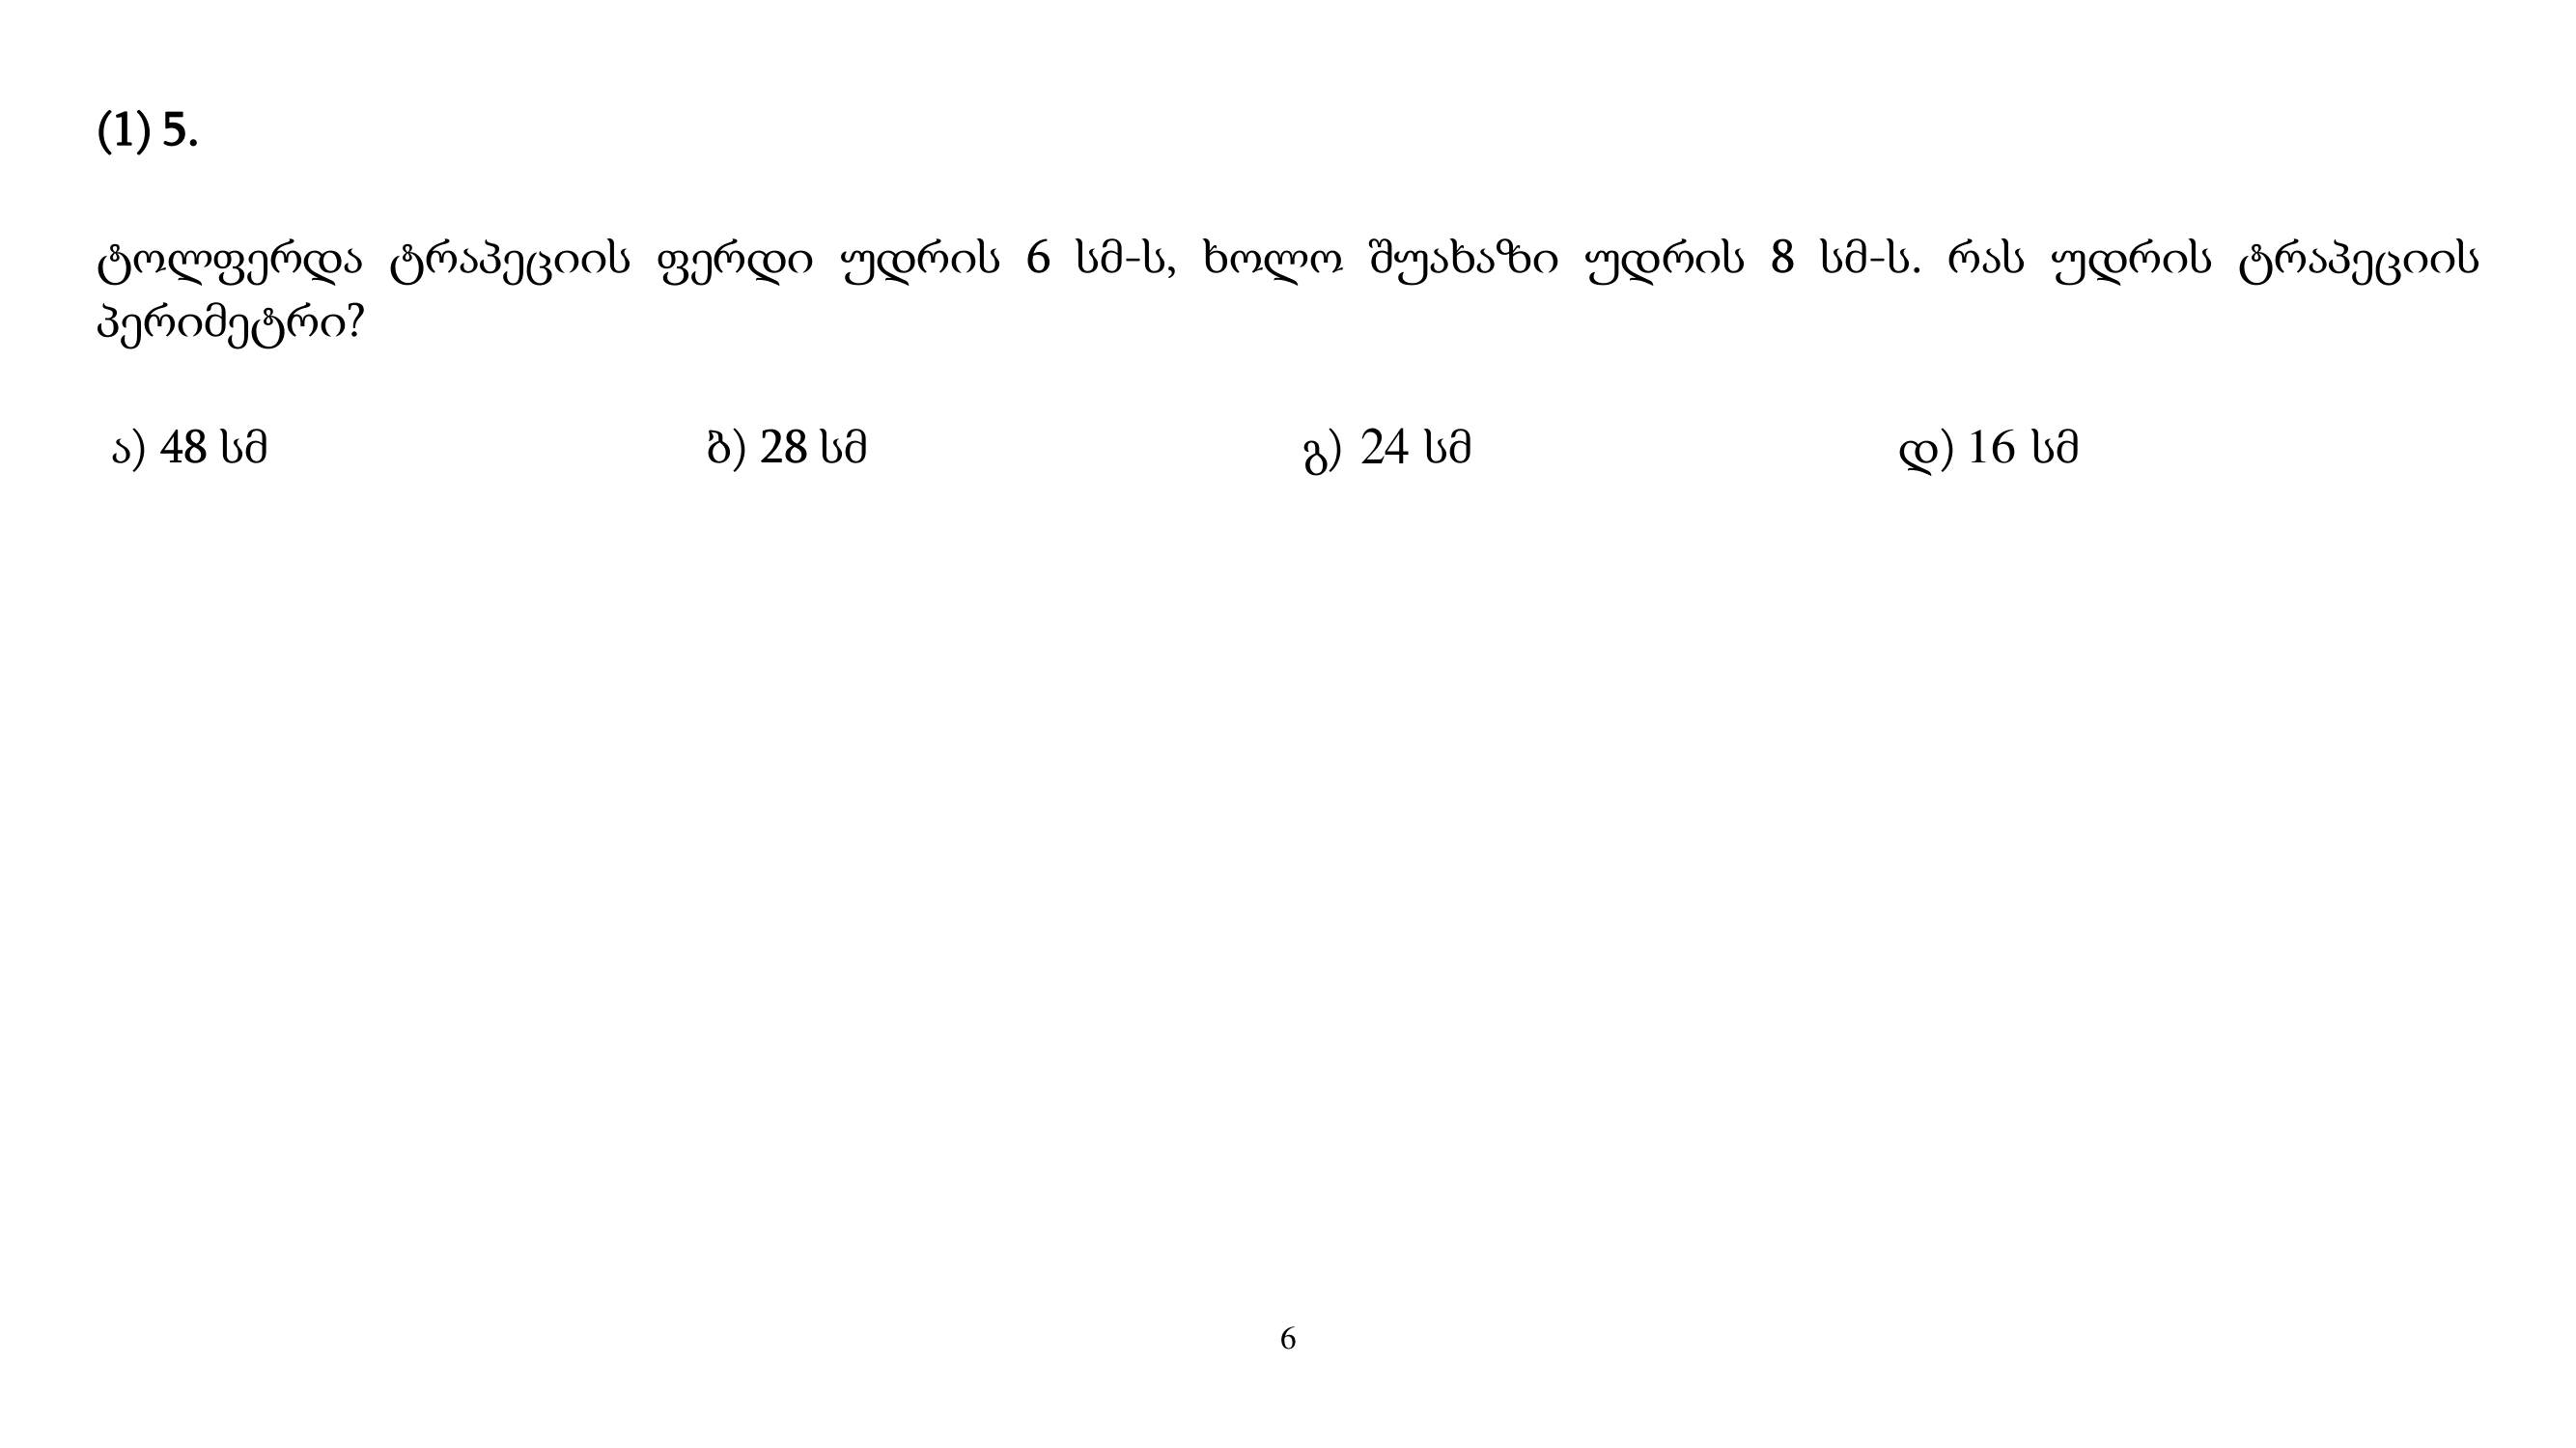 (1) 5.
ტოლფერდა ტრაპეციის ფერდი უდრის 6 სმ-ს, ხოლო შუახაზი უდრის 8 სმ-ს. რას უდრის ტრაპეციის
პერიმეტრი?
ა) 48 სმ ბ) 28 სმ გ) 24 სმ დ) 16 სმ
6